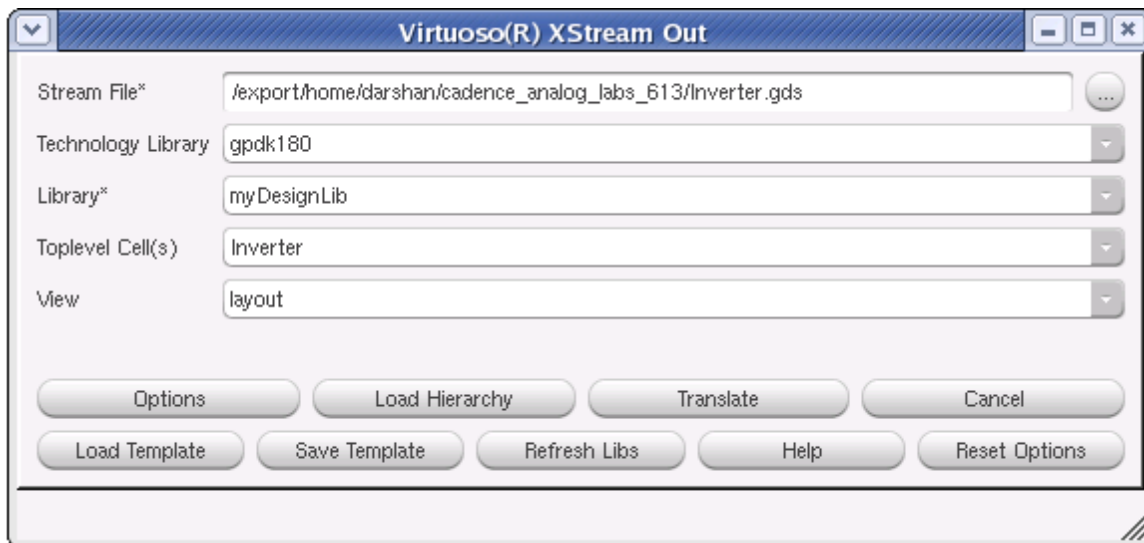 Virtuoso(R) XStream Out
Stream File* /export/home/darshan/cadence_analog_labs_613/Inverter.gds ...
Technology Library gpdk180
Library* myDesignLib
Toplevel Cell(s) Inverter
View layout
Options Load Hierarchy Translate Cancel
Load Template Save Template Refresh Libs Help Reset Options